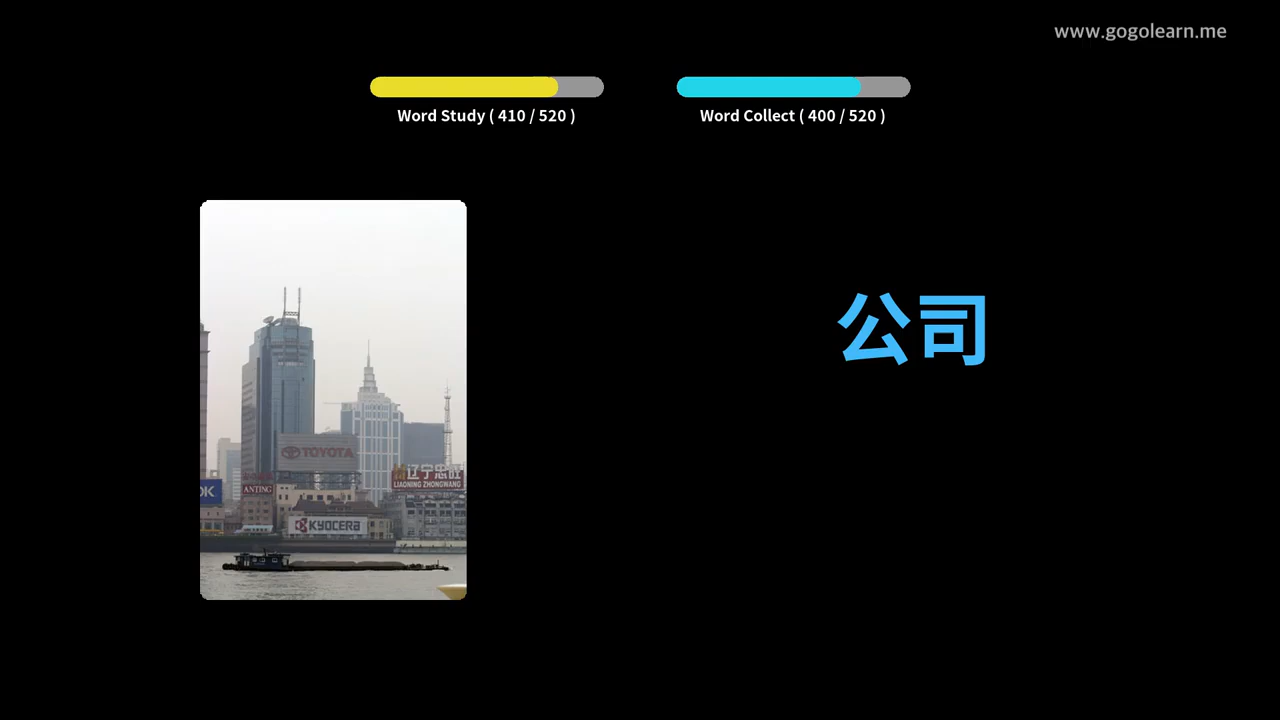 www.gogolearn.me
Word Study ( 410 / 520 )
Word Collect ( 400 / 520 )
公司
TOYOTA
辽宁忠旺
LIAONING ZHONGWANG
OK
ANTING
KYOCERA